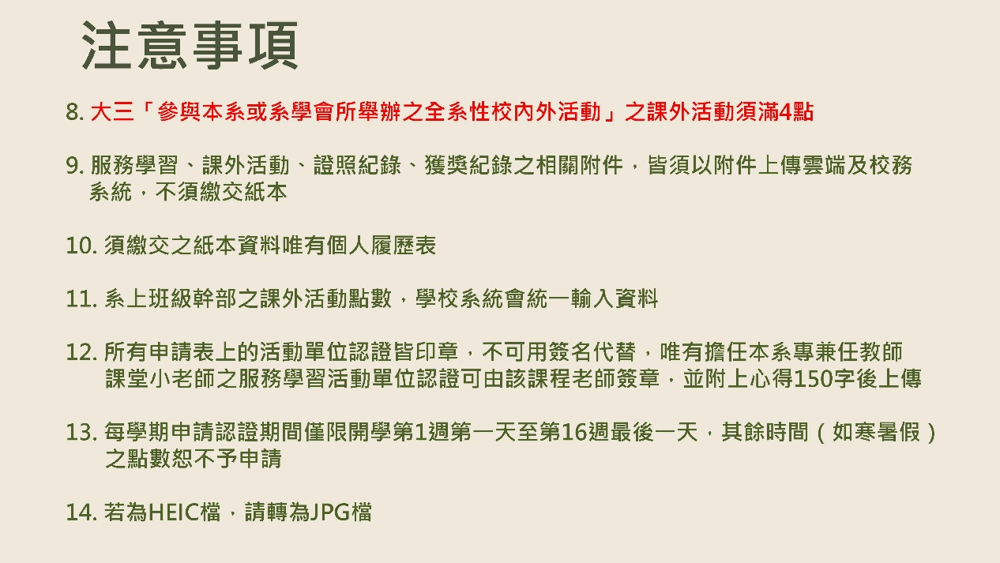 注意事項
8. 大三「參與本系或系學會所舉辦之全系性校內外活動」之課外活動須滿4點
9. 服務學習、課外活動、證照紀錄、獲獎紀錄之相關附件，皆須以附件上傳雲端及校務
系統，不須繳交紙本
10. 須繳交之紙本資料唯有個人履歷表
11. 系上班級幹部之課外活動點數，學校系統會統一輸入資料
12. 所有申請表上的活動單位認證皆印章，不可用簽名代替，唯有擔任本系專兼任教師
課堂小老師之服務學習活動單位認證可由該課程老師簽章，並附上心得150字後上傳
13. 每學期申請認證期間僅限開學第1週第一天至第16週最後一天，其餘時間（如寒暑假）
之點數恕不予申請
14. 若為HEIC檔，請轉為JPG檔